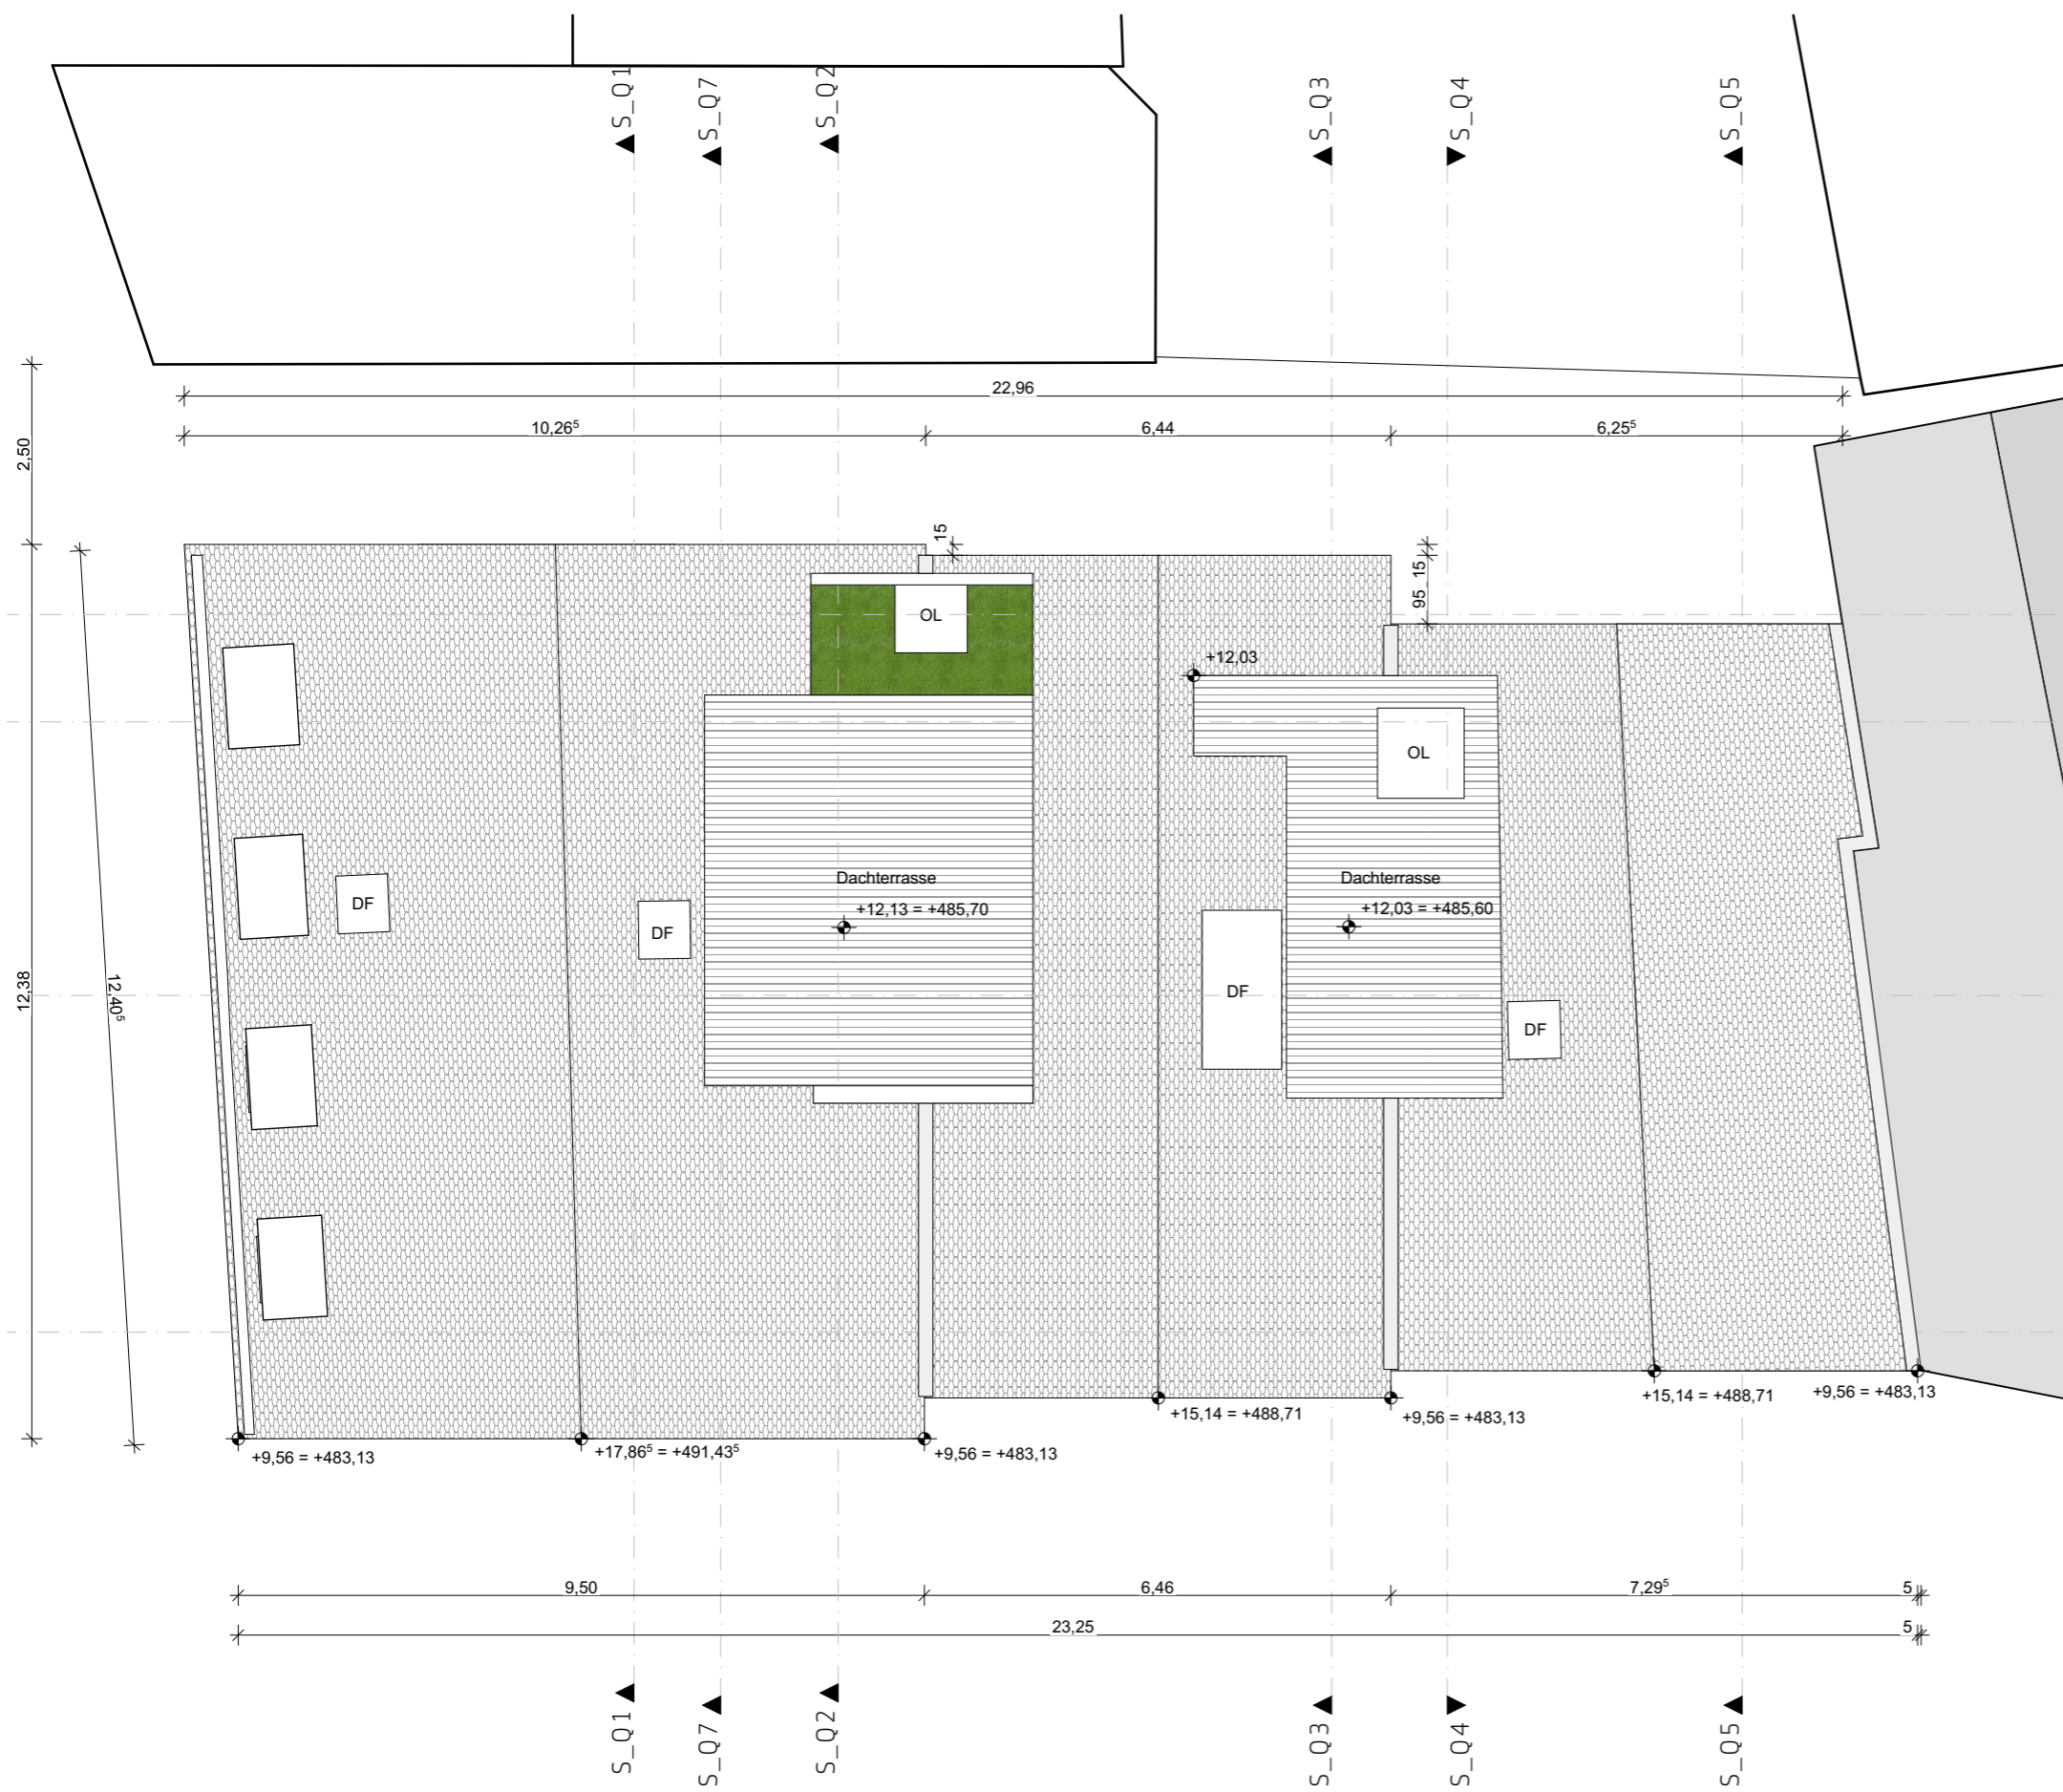 S_Q1
S_Q7
S_Q2
S_Q3
S_Q4
S_Q5
22,96
10,26⁵
6,44
6,25⁵
2,50
15
15
95
OL
+12,03
OL
DF
DF
Dachterrasse
+12,13 = +485,70
Dachterrasse
+12,03 = +485,60
DF
DF
12,38
12,40⁵
+9,56 = +483,13
+17,86⁵ = +491,43⁵
+9,56 = +483,13
+15,14 = +488,71
+9,56 = +483,13
+15,14 = +488,71
+9,56 = +483,13
9,50
6,46
7,29⁵
5
23,25
5
S_Q1
S_Q7
S_Q2
S_Q3
S_Q4
S_Q5